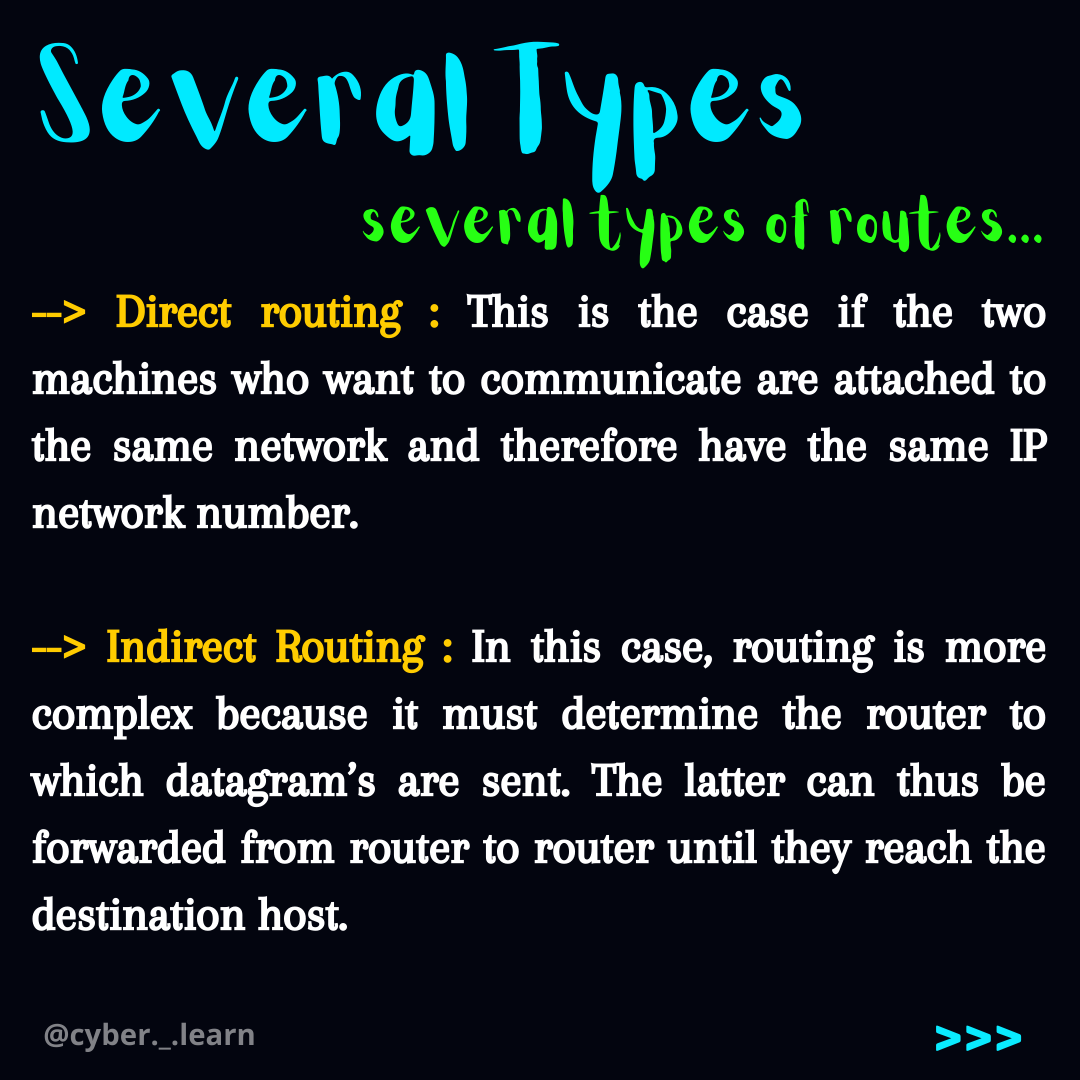 Several Types
several types of routes...
--> Direct routing : This is the case if the two
machines who want to communicate are attached to
the same network and therefore have the same IP
network number.
--> Indirect Routing : In this case, routing is more
complex because it must determine the router to
which datagram’s are sent. The latter can thus be
forwarded from router to router until they reach the
destination host.
@cyber._.learn
>>>